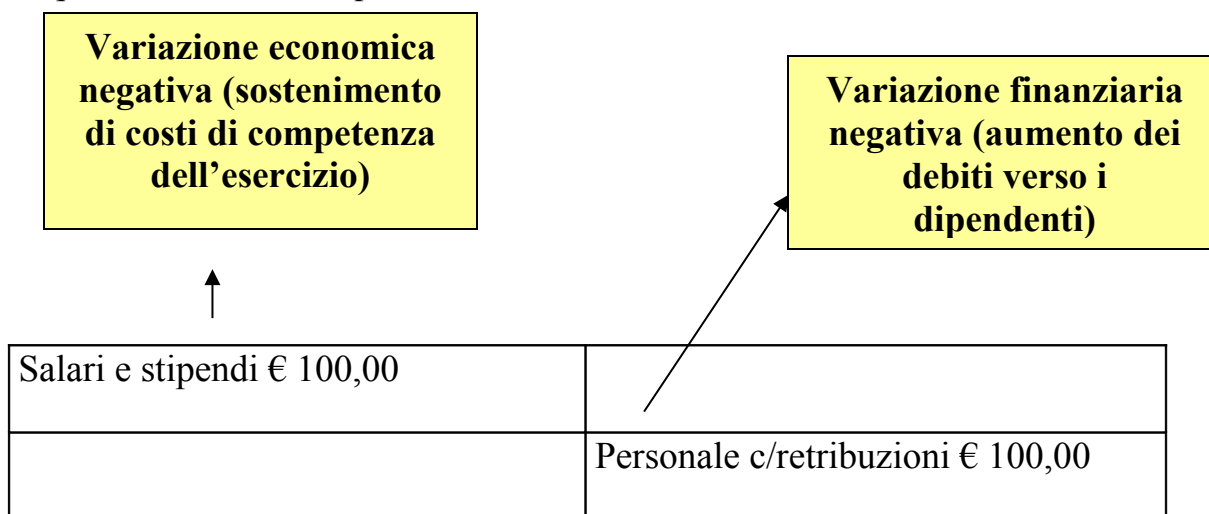 Variazione economica
negativa (sostenimento
di costi di competenza
dell’esercizio)
Variazione finanziaria
negativa (aumento dei
debiti verso i
dipendenti)
Salari e stipendi € 100,00
Personale c/retribuzioni € 100,00